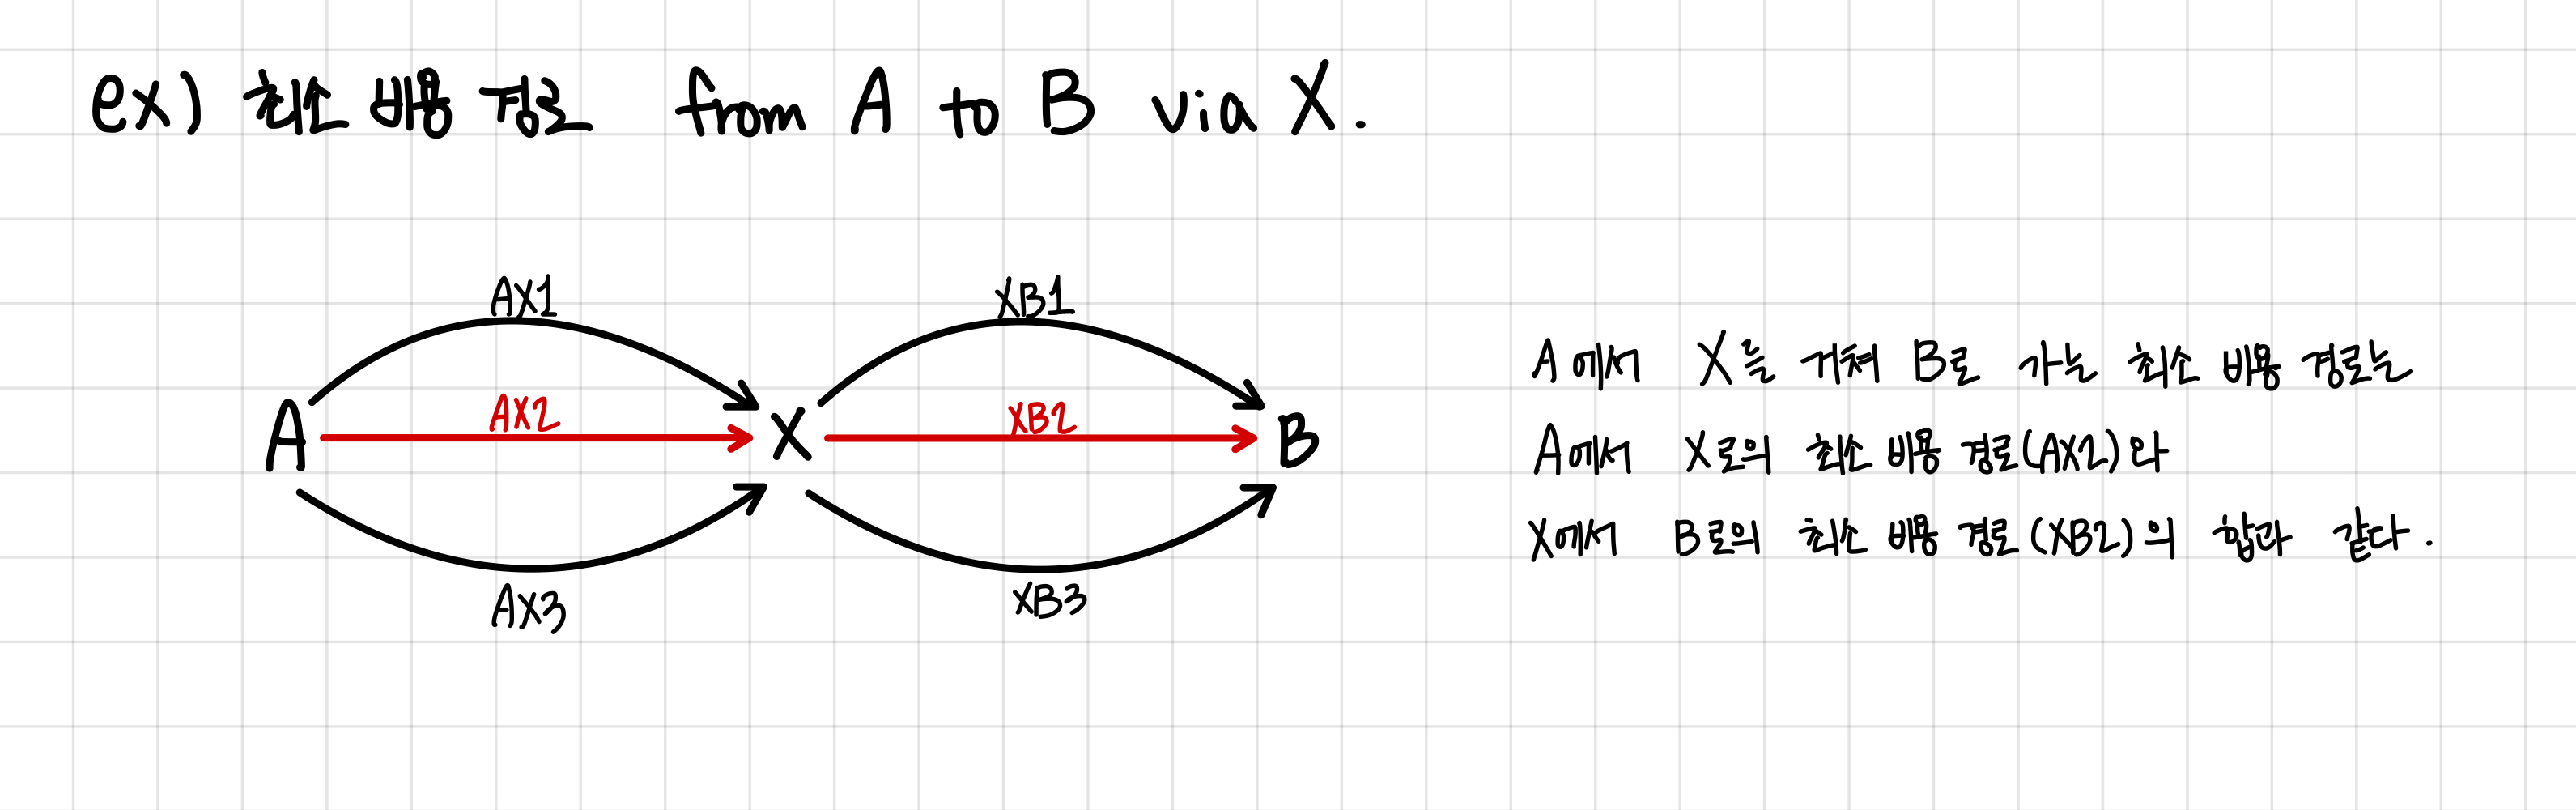 ex) 최소 비용 경로 from A to B via X.
AX1
XB1
A
AX2
X
XB2
B
AX3
XB3
A에서 X를 거쳐 B로 가는 최소 비용 경로는
A에서 X로의 최소 비용 경로(AX2)와
X에서 B로의 최소 비용 경로(XB2)의 합과 같다.